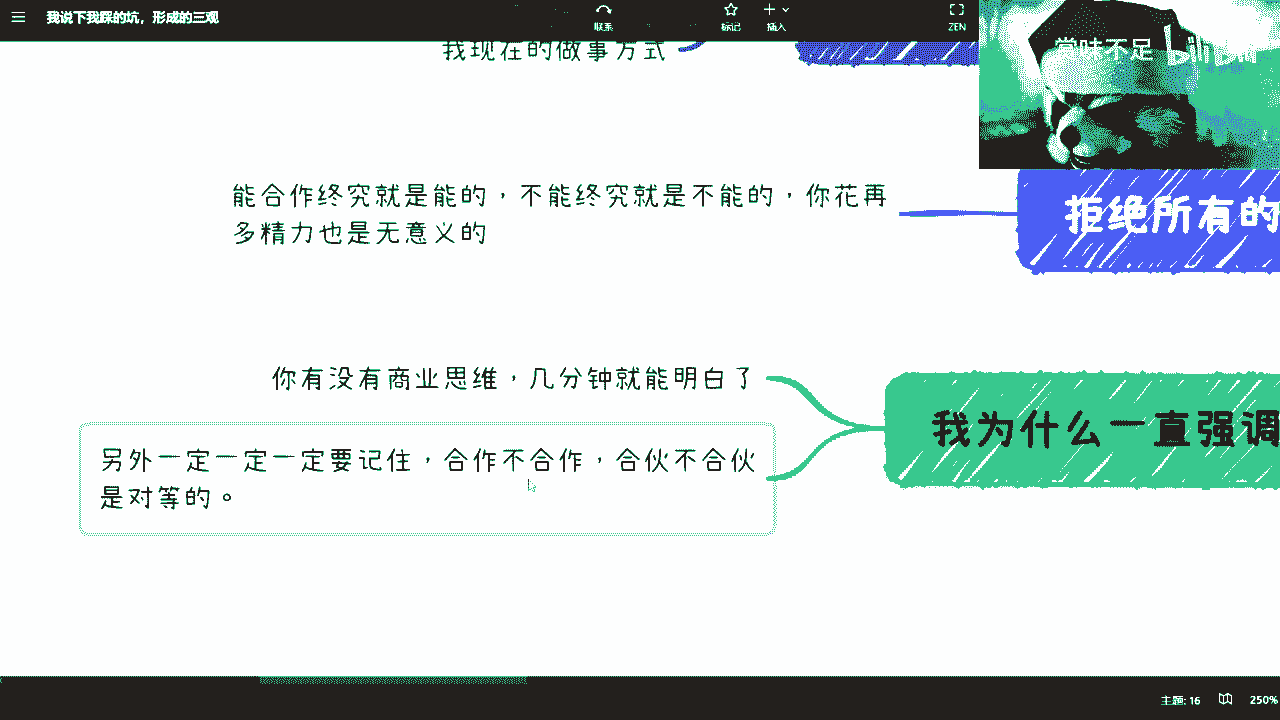 我说下我踩的坑，形成的三观
联系
标记
插入
ZEN
赏味不足 bilibili
我现在的做事方式
能合作终究就是能的，不能终究就是不能的，你花再
多精力也是无意义的
拒绝所有的
你有没有商业思维，几分钟就能明白了
我为什么一直强调
另外一定一定一定要记住，合作不合作，合伙不合伙
是对等的。
主题: 16
250%